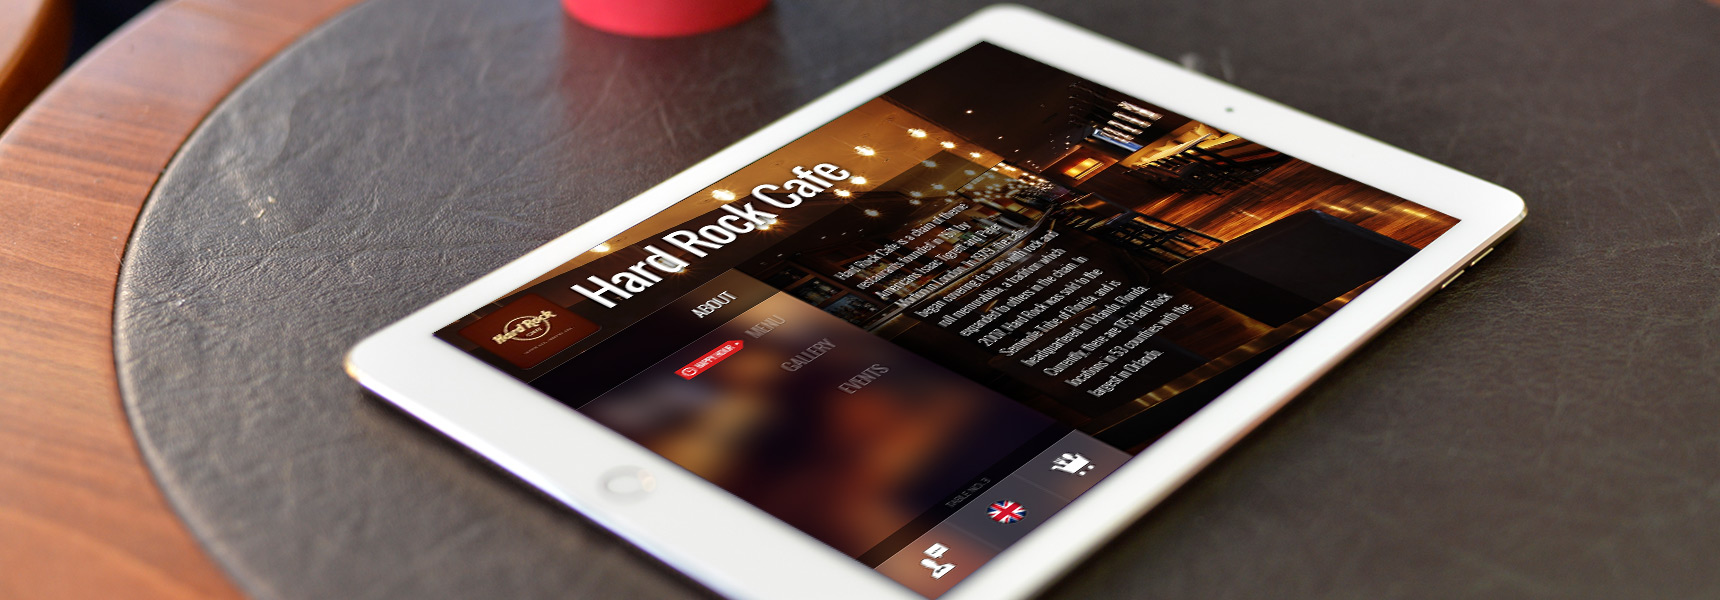 Hard Rock Cafe
Hard Rock
CAFE
ABOUT
MENU
HAPPY HOUR
GALLERY
EVENTS
Hard Rock Cafe is a chain of theme
restaurants founded in 1971 by
Americans Isaac Tigrett and Peter
Morton in London. In 1979, the cafe
began covering its walls with rock and
roll memorabilia, a tradition which
expanded to others in the chain. In
2007, Hard Rock was sold to the
Seminole Tribe of Florida, and is
headquartered in Orlando, Florida.
Currently, there are 175 Hard Rock
locations in 53 countries with the
largest in Orlando.
TABLE NO. 3